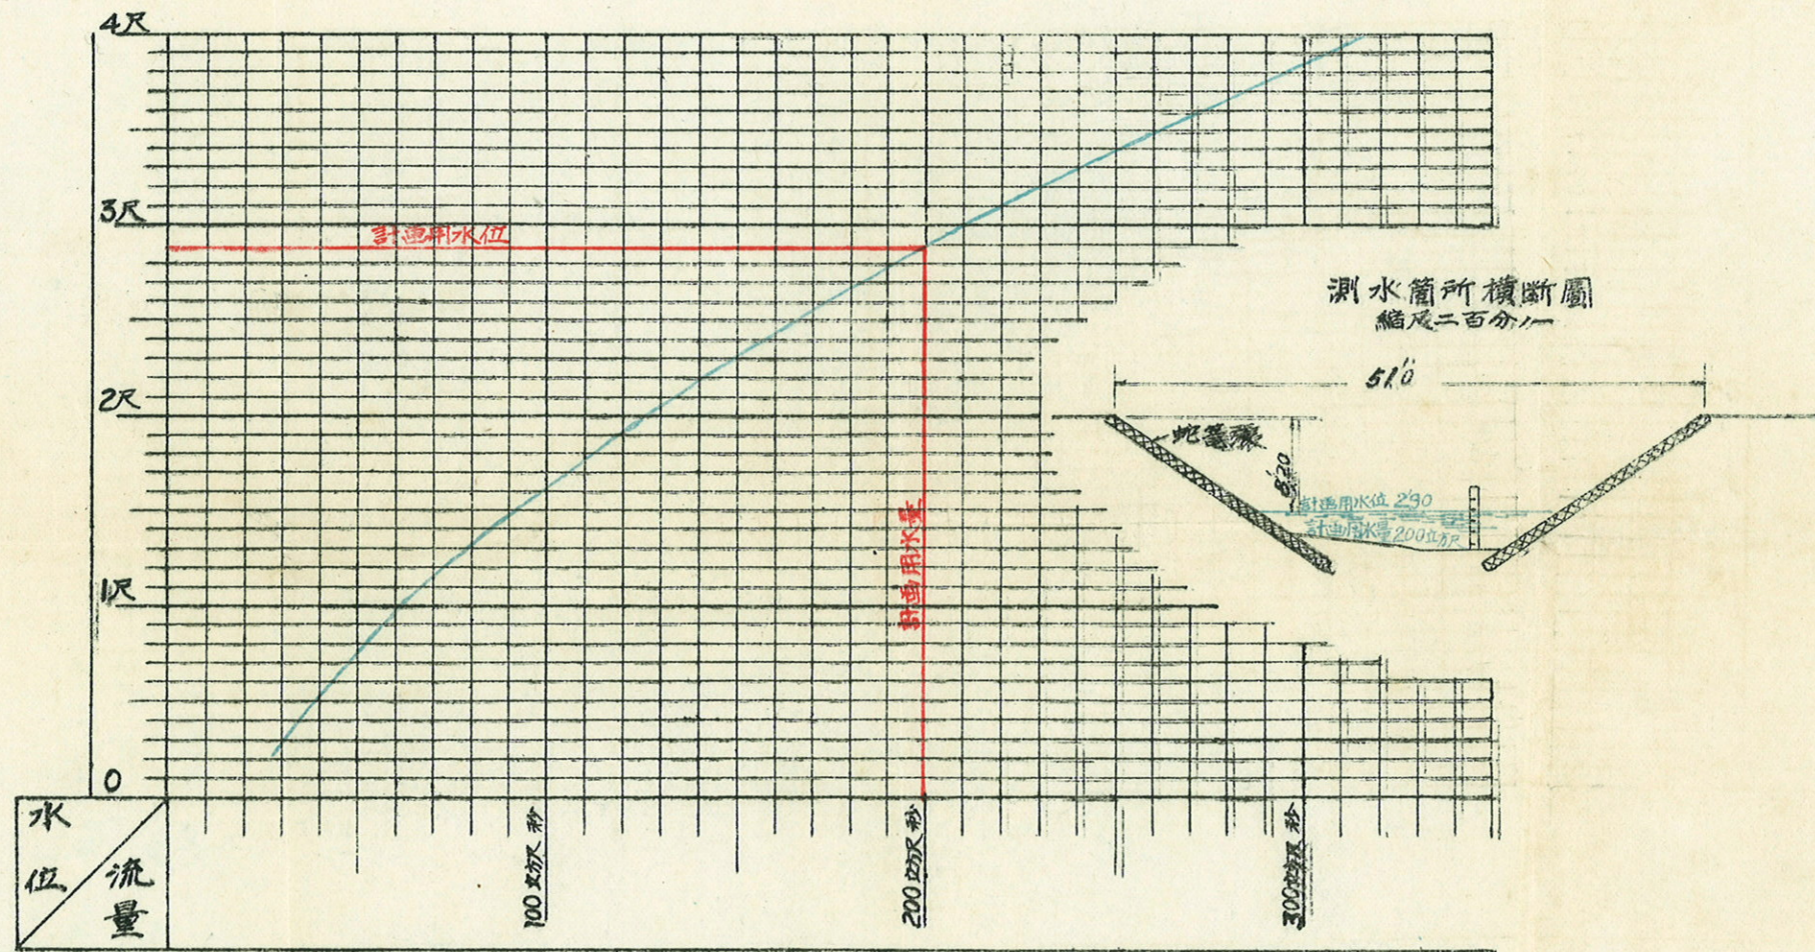 4尺
3尺
計画用水位
2尺
1尺
0
計画用水量
水位
流量
100立方尺秒
200立方尺秒
300立方尺秒
測水箇所横断圖
縮尺二百分ノ一
51.0
蛇篭張
8.20
計画用水位 2.90
計画用水量 200立方尺